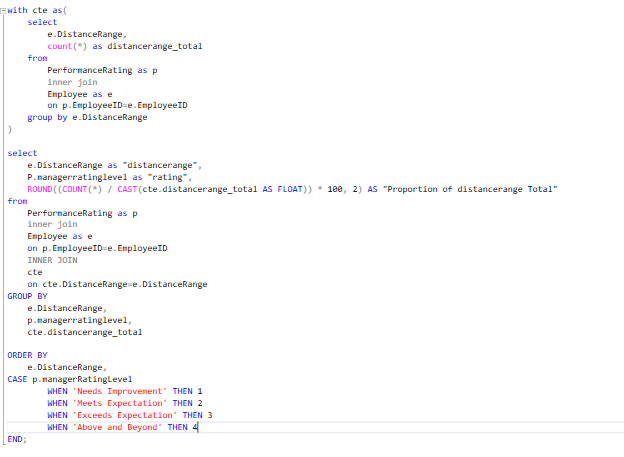 with cte as(
select
e.DistanceRange,
count(*) as distancerange_total
from
PerformanceRating as p
inner join
Employee as e
on p.EmployeeID=e.EmployeeID
group by e.DistanceRange
)
select
e.DistanceRange as "distancerange",
P.managerratinglevel as "rating",
ROUND((COUNT(*) / CAST(cte.distancerange_total AS FLOAT)) * 100, 2) AS "Proportion of distancerange Total"
from
PerformanceRating as p
inner join
Employee as e
on p.EmployeeID=e.EmployeeID
INNER JOIN
cte
on cte.DistanceRange=e.DistanceRange
GROUP BY
e.DistanceRange,
p.managerratinglevel,
cte.distancerange_total
ORDER BY
e.DistanceRange,
CASE p.managerRatingLevel
WHEN 'Needs Improvement' THEN 1
WHEN 'Meets Expectation' THEN 2
WHEN 'Exceeds Expectation' THEN 3
WHEN 'Above and Beyond' THEN 4
END;